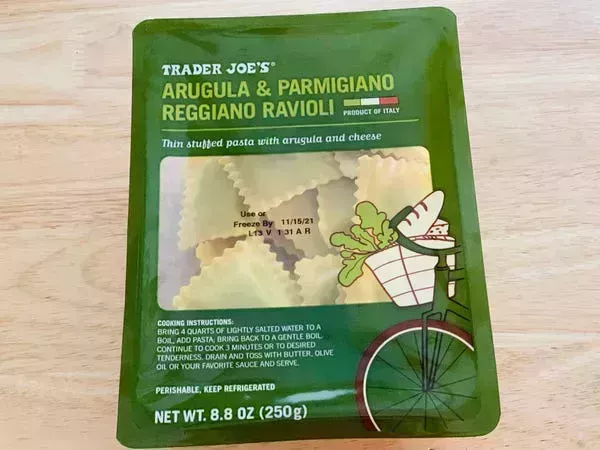 TRADER JOE'S®
ARUGULA & PARMIGIANO
REGGIANO RAVIOLI
PRODUCT OF ITALY
Thin stuffed pasta with arugula and cheese
Use or
Freeze By 11/15/21
L13 V 1 31 A R
COOKING INSTRUCTIONS:
BRING 4 QUARTS OF LIGHTLY SALTED WATER TO A
BOIL, ADD PASTA; BRING BACK TO A GENTLE BOIL.
CONTINUE TO COOK 3 MINUTES OR TO DESIRED
TENDERNESS. DRAIN AND TOSS WITH BUTTER, OLIVE
OIL OR YOUR FAVORITE SAUCE AND SERVE.
PERISHABLE, KEEP REFRIGERATED
NET WT. 8.8 OZ (250g)